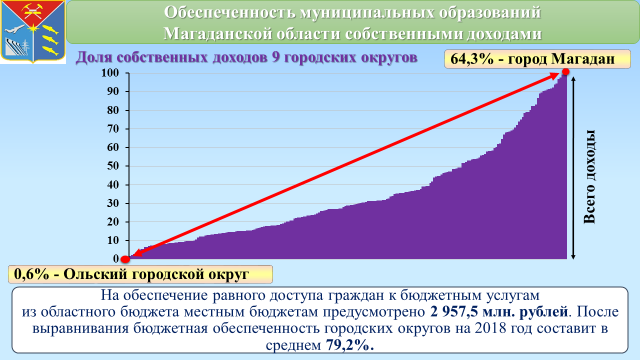 Обеспеченность муниципальных образований
Магаданской области собственными доходами
Доля собственных доходов 9 городских округов
64,3% - город Магадан
100
90
80
70
60
50
40
30
20
10
0
Всего доходы
0,6% - Ольский городской округ
На обеспечение равного доступа граждан к бюджетным услугам
из областного бюджета местным бюджетам предусмотрено 2 957,5 млн. рублей. После
выравнивания бюджетная обеспеченность городских округов на 2018 год составит в
среднем 79,2%.